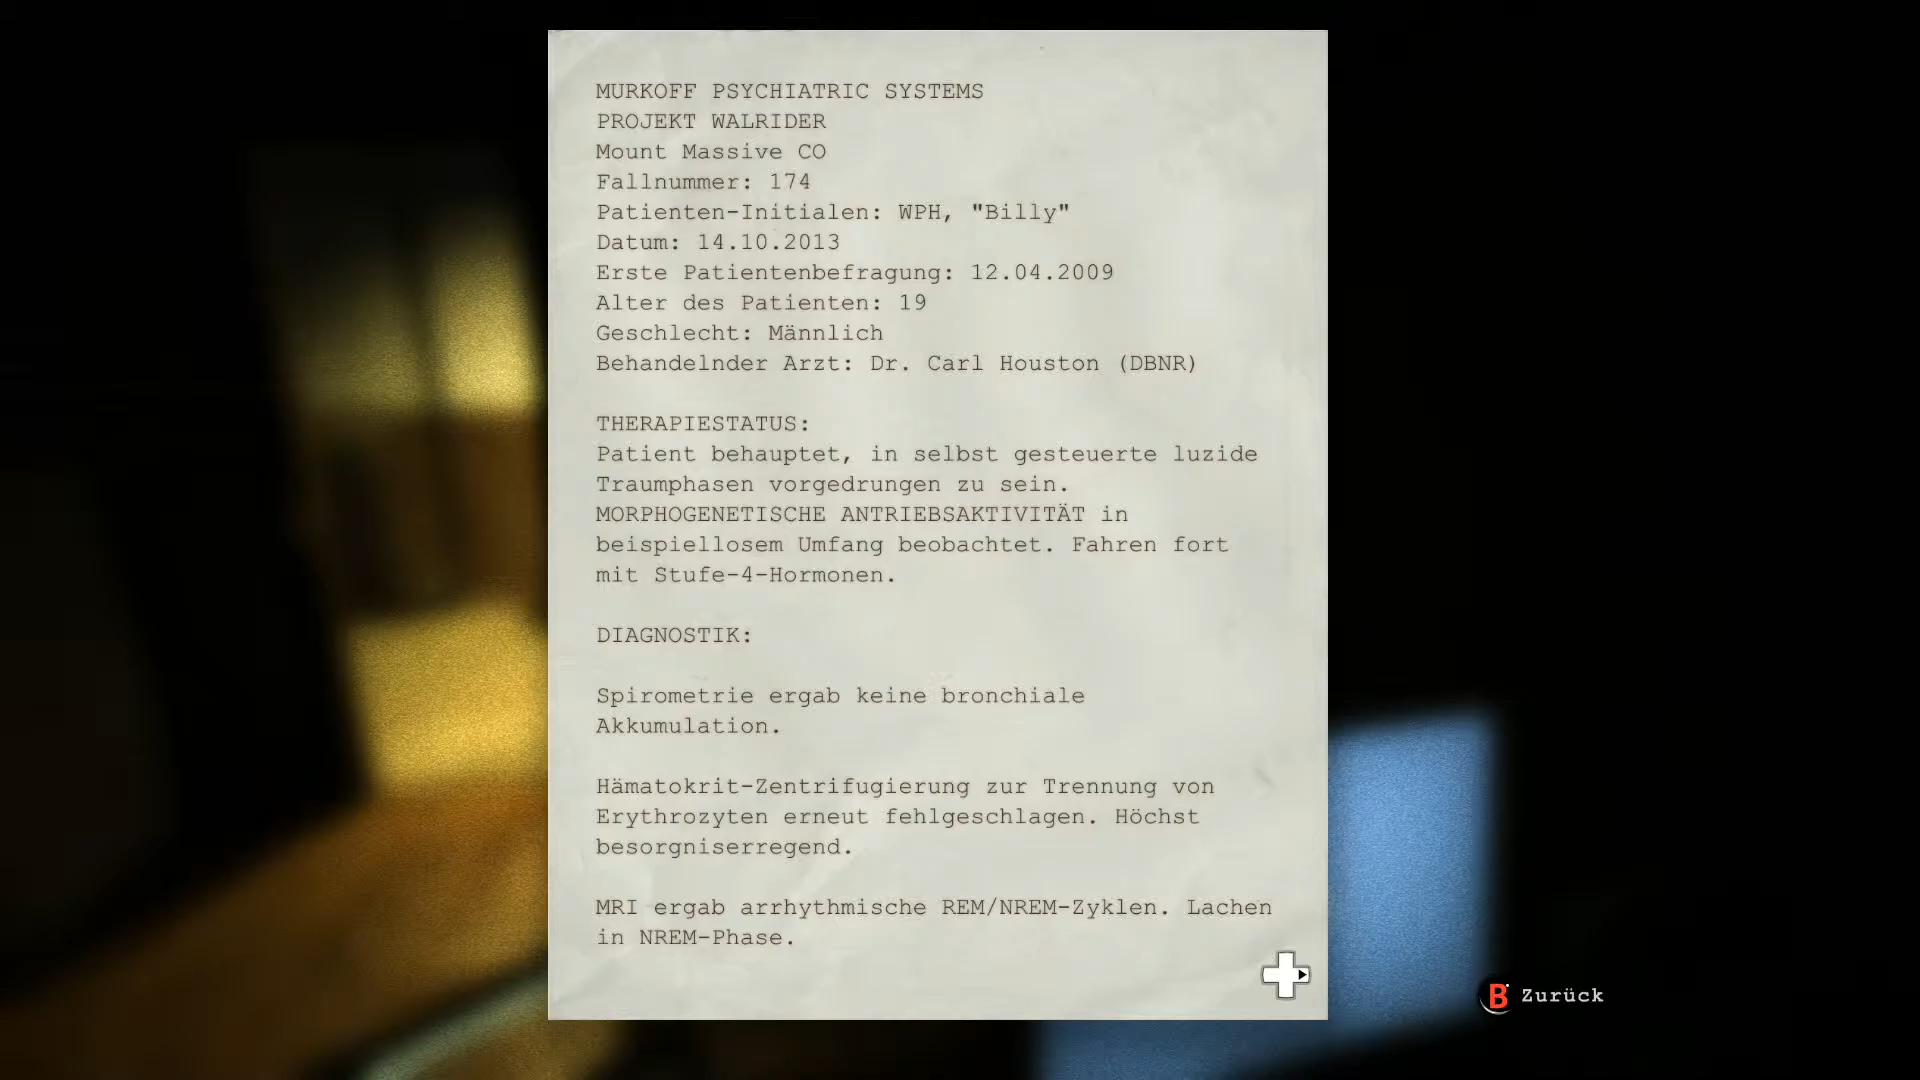 MURKOFF PSYCHIATRIC SYSTEMS
PROJEKT WALRIDER
Mount Massive CO
Fallnummer: 174
Patienten-Initialen: WPH, "Billy"
Datum: 14.10.2013
Erste Patientenbefragung: 12.04.2009
Alter des Patienten: 19
Geschlecht: Männlich
Behandelnder Arzt: Dr. Carl Houston (DBNR)
THERAPIESTATUS:
Patient behauptet, in selbst gesteuerte luzide
Traumphasen vorgedrungen zu sein.
MORPHOGENETISCHE ANTRIEBSAKTIVITÄT in
beispiellosem Umfang beobachtet. Fahren fort
mit Stufe-4-Hormonen.
DIAGNOSTIK:
Spirometrie ergab keine bronchiale
Akkumulation.
Hämatokrit-Zentrifugierung zur Trennung von
Erythrozyten erneut fehlgeschlagen. Höchst
besorgniserregend.
MRI ergab arrhythmische REM/NREM-Zyklen. Lachen
in NREM-Phase.
B Zurück